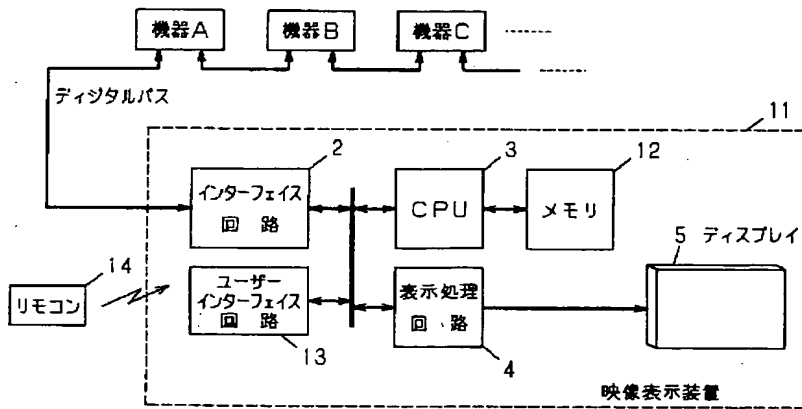 機器A
機器B
機器C
ディジタルバス
11
2
3
12
インターフェイス
回 路
CPU
メモリ
5 ディスプレイ
14
リモコン
ユーザー
インターフェイス
回 路
表示処理
回 路
13
4
映像表示装置